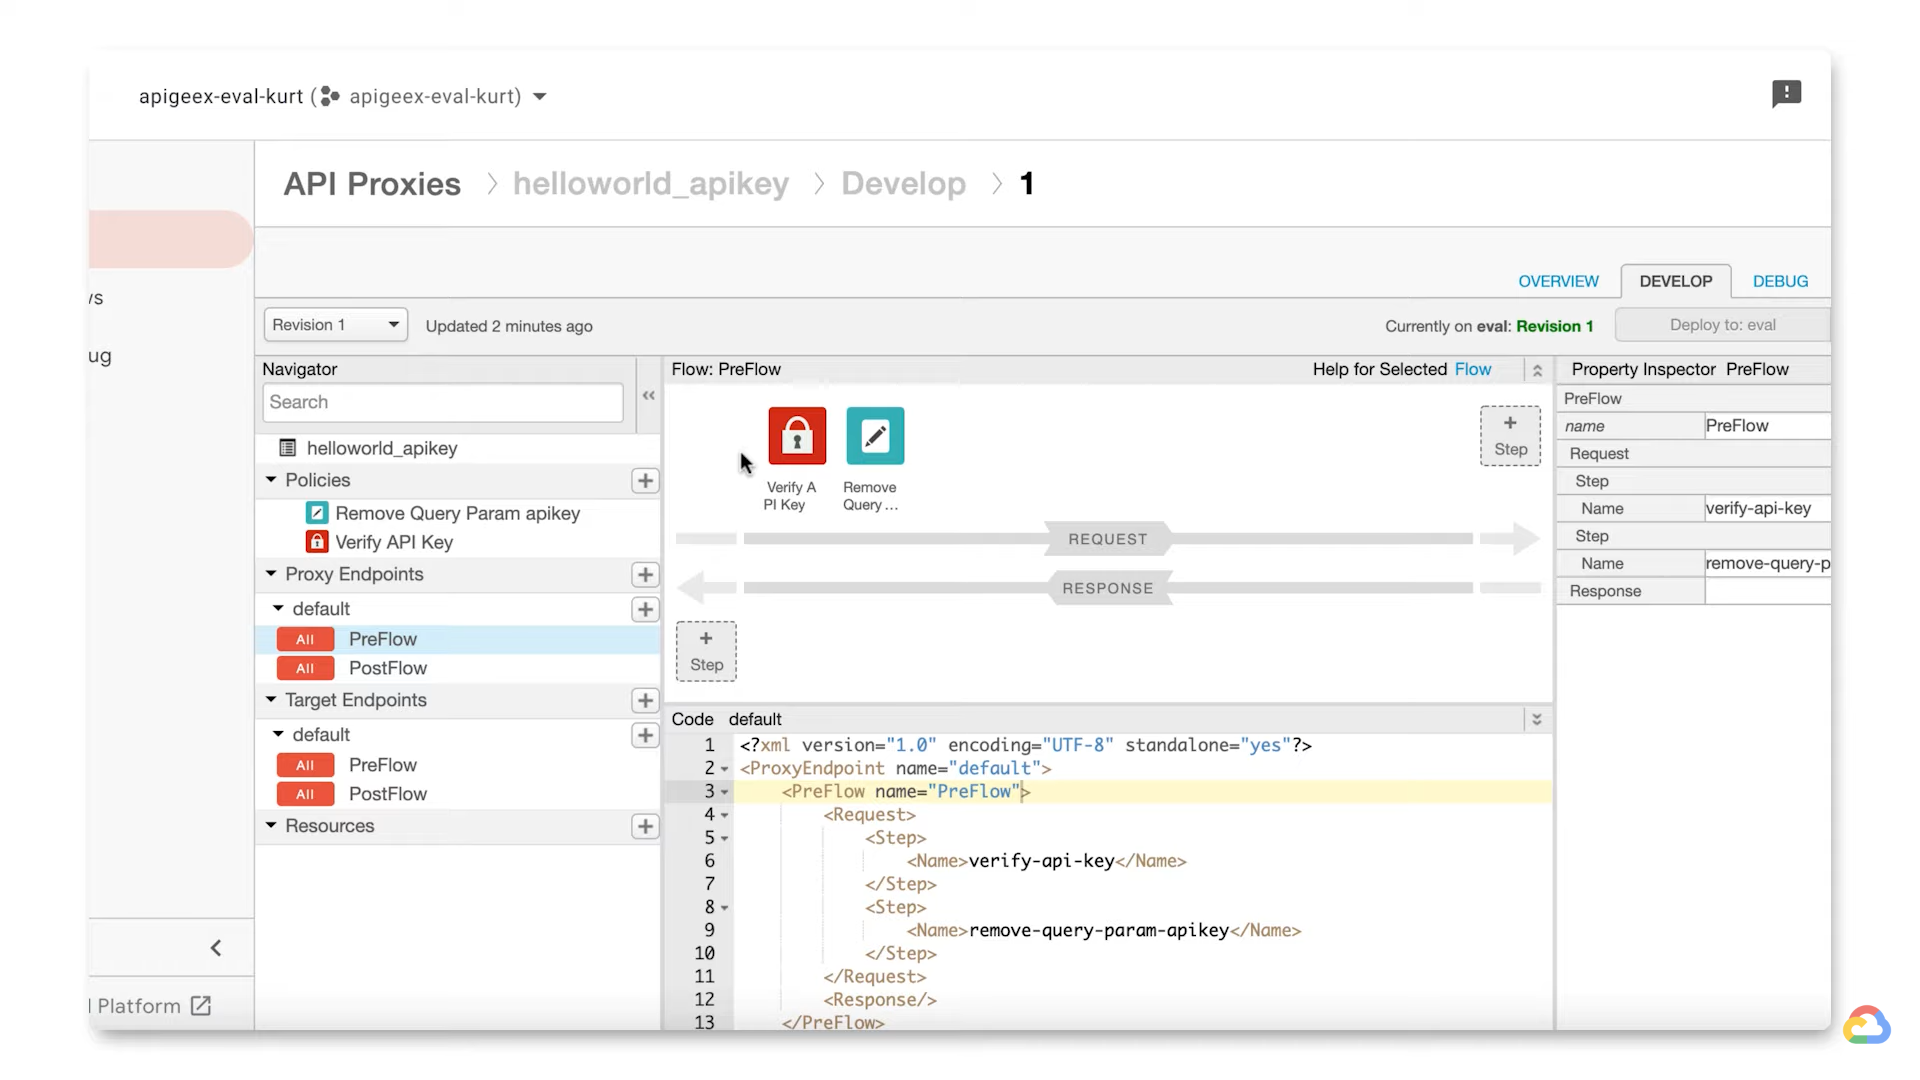 apigeex-eval-kurt ( apigeex-eval-kurt)
API Proxies > helloworld_apikey > Develop > 1
OVERVIEW DEVELOP DEBUG
Revision 1 Updated 2 minutes ago Currently on eval: Revision 1 Deploy to: eval
Navigator
Search
helloworld_apikey
Policies
Remove Query Param apikey
Verify API Key
Proxy Endpoints
default
All PreFlow
All PostFlow
Target Endpoints
default
All PreFlow
All PostFlow
Resources
Platform
Flow: PreFlow Help for Selected Flow
Verify A
PI Key
Remove
Query ...
+
Step
REQUEST
RESPONSE
+
Step
Code default
1 <?xml version="1.0" encoding="UTF-8" standalone="yes"?>
2 <ProxyEndpoint name="default">
3 <PreFlow name="PreFlow">
4 <Request>
5 <Step>
6 <Name>verify-api-key</Name>
7 </Step>
8 <Step>
9 <Name>remove-query-param-apikey</Name>
10 </Step>
11 </Request>
12 <Response/>
13 </PreFlow>
Property Inspector PreFlow
PreFlow
name PreFlow
Request
Step
Name verify-api-key
Step
Name remove-query-p
Response